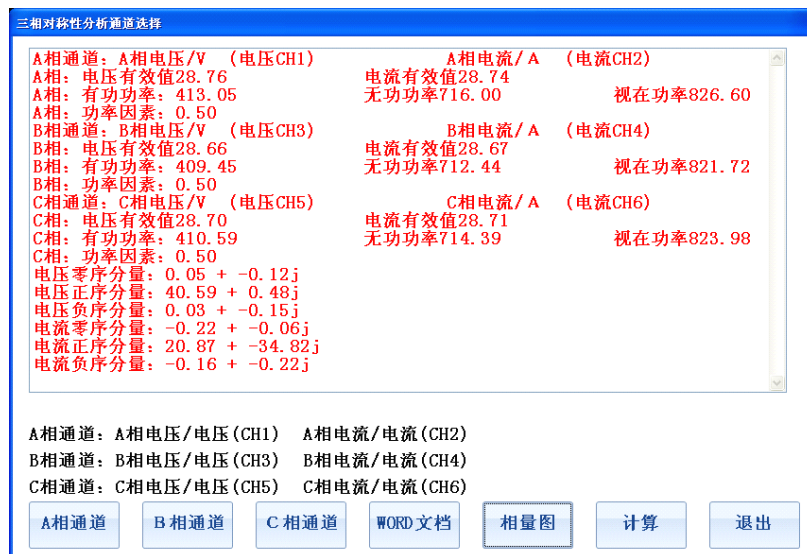 三相对称性分析通道选择
A相通道：A相电压/V （电压CH1） A相电流/A （电流CH2）
A相：电压有效值28.76 电流有效值28.74
A相：有功功率：413.05 无功功率716.00 视在功率826.60
A相：功率因素：0.50
B相通道：B相电压/V （电压CH3） B相电流/A （电流CH4）
B相：电压有效值28.66 电流有效值28.67
B相：有功功率：409.45 无功功率712.44 视在功率821.72
B相：功率因素：0.50
C相通道：C相电压/V （电压CH5） C相电流/A （电流CH6）
C相：电压有效值28.70 电流有效值28.71
C相：有功功率：410.59 无功功率714.39 视在功率823.98
C相：功率因素：0.50
电压零序分量：0.05 + -0.12j
电压正序分量：40.59 + 0.48j
电压负序分量：0.03 + -0.15j
电流零序分量：-0.22 + -0.06j
电流正序分量：20.87 + -34.82j
电流负序分量：-0.16 + -0.22j
A相通道：A相电压/电压(CH1) A相电流/电流(CH2)
B相通道：B相电压/电压(CH3) B相电流/电流(CH4)
C相通道：C相电压/电压(CH5) C相电流/电流(CH6)
A相通道 B相通道 C相通道 WORD文档 相量图 计算 退出